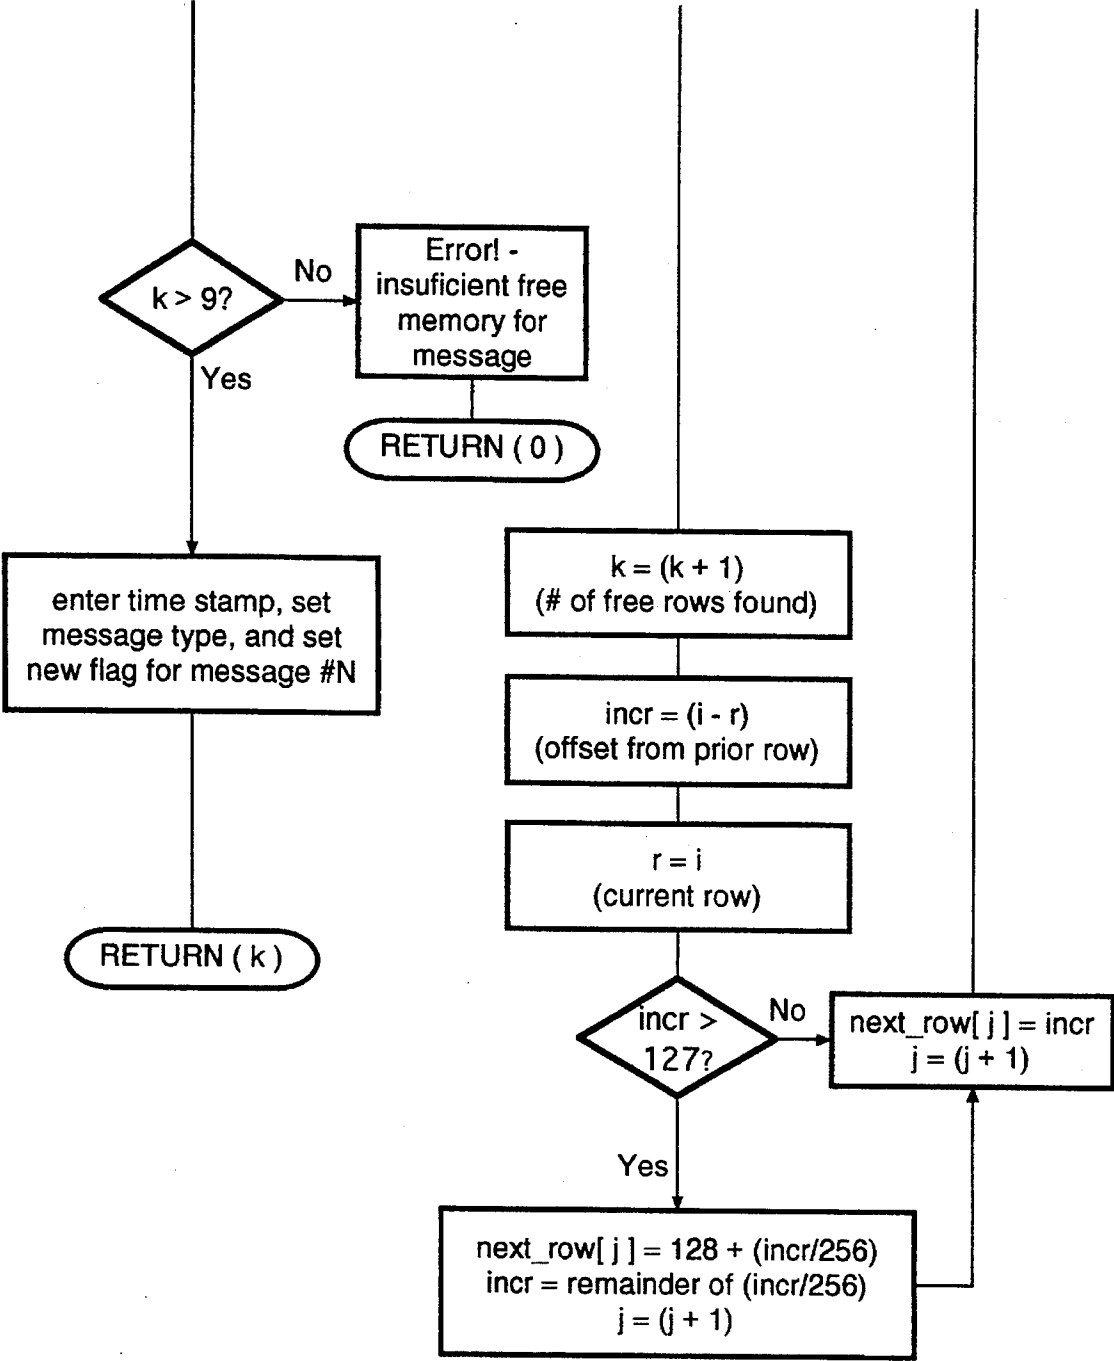 k > 9?
No
Error! -
insuficient free
memory for
message
Yes
RETURN ( 0 )
enter time stamp, set
message type, and set
new flag for message #N
RETURN ( k )
k = (k + 1)
(# of free rows found)
incr = (i - r)
(offset from prior row)
r = i
(current row)
incr >
127?
No
next_row[ j ] = incr
j = (j + 1)
Yes
next_row[ j ] = 128 + (incr/256)
incr = remainder of (incr/256)
j = (j + 1)